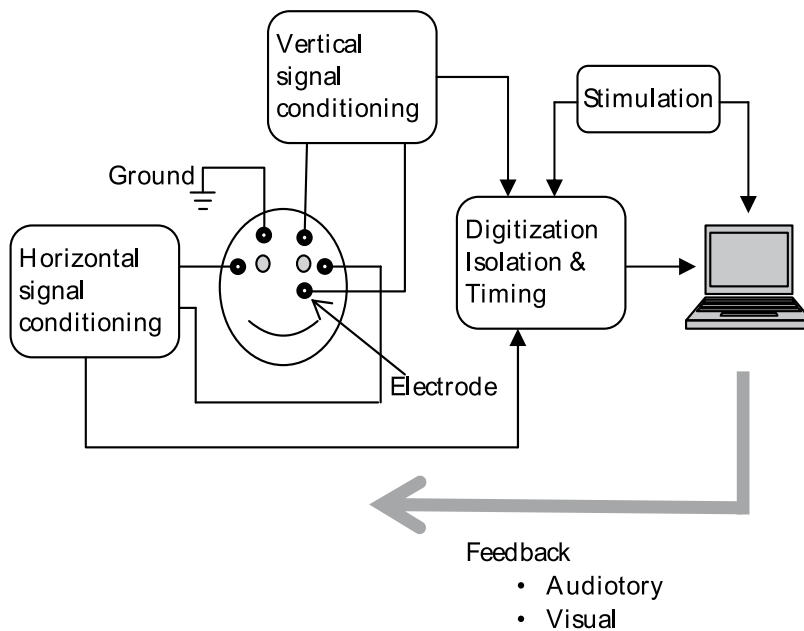 Vertical
signal
conditioning
Stimulation
Ground
Horizontal
signal
conditioning
Digitization
Isolation &
Timing
Electrode
Feedback
• Audiotory
• Visual